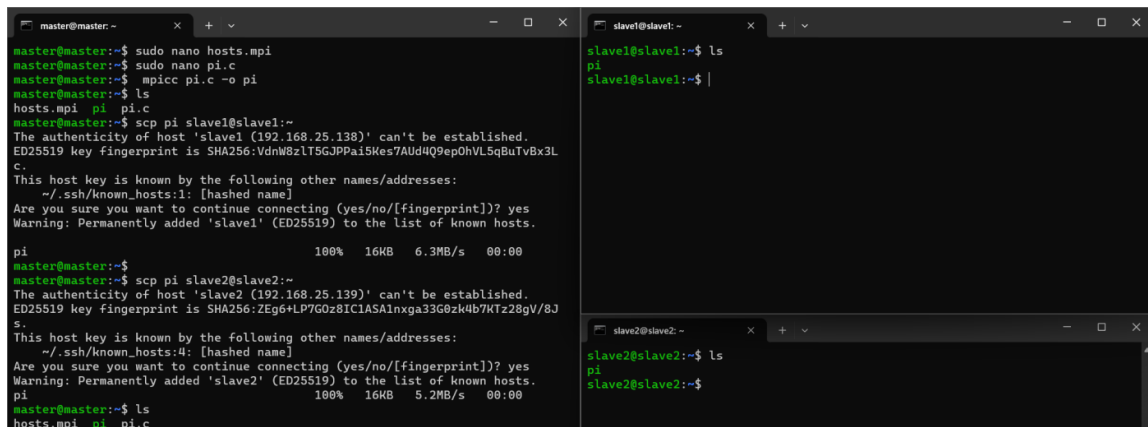 master@master: ~
master@master:~$ sudo nano hosts.mpi
master@master:~$ sudo nano pi.c
master@master:~$  mpicc pi.c -o pi
master@master:~$ ls
hosts.mpi  pi  pi.c
master@master:~$ scp pi slave1@slave1:~
The authenticity of host 'slave1 (192.168.25.138)' can't be established.
ED25519 key fingerprint is SHA256:VdnW8zlT5GJPPai5Kes7AUd4Q9epOhVL5qBuTvBx3L
c.
This host key is known by the following other names/addresses:
    ~/.ssh/known_hosts:1: [hashed name]
Are you sure you want to continue connecting (yes/no/[fingerprint])? yes
Warning: Permanently added 'slave1' (ED25519) to the list of known hosts.
pi                                   100%   16KB   6.3MB/s   00:00
master@master:~$
master@master:~$ scp pi slave2@slave2:~
The authenticity of host 'slave2 (192.168.25.139)' can't be established.
ED25519 key fingerprint is SHA256:ZEg6+LP7GOz8IC1ASA1nxga33G0zk4b7KTz28gV/8J
s.
This host key is known by the following other names/addresses:
    ~/.ssh/known_hosts:4: [hashed name]
Are you sure you want to continue connecting (yes/no/[fingerprint])? yes
Warning: Permanently added 'slave2' (ED25519) to the list of known hosts.
pi                                   100%   16KB   5.2MB/s   00:00
master@master:~$ ls
hosts.mpi  pi  pi.c
slave1@slave1: ~
slave1@slave1:~$ ls
pi
slave1@slave1:~$
slave2@slave2: ~
slave2@slave2:~$ ls
pi
slave2@slave2:~$